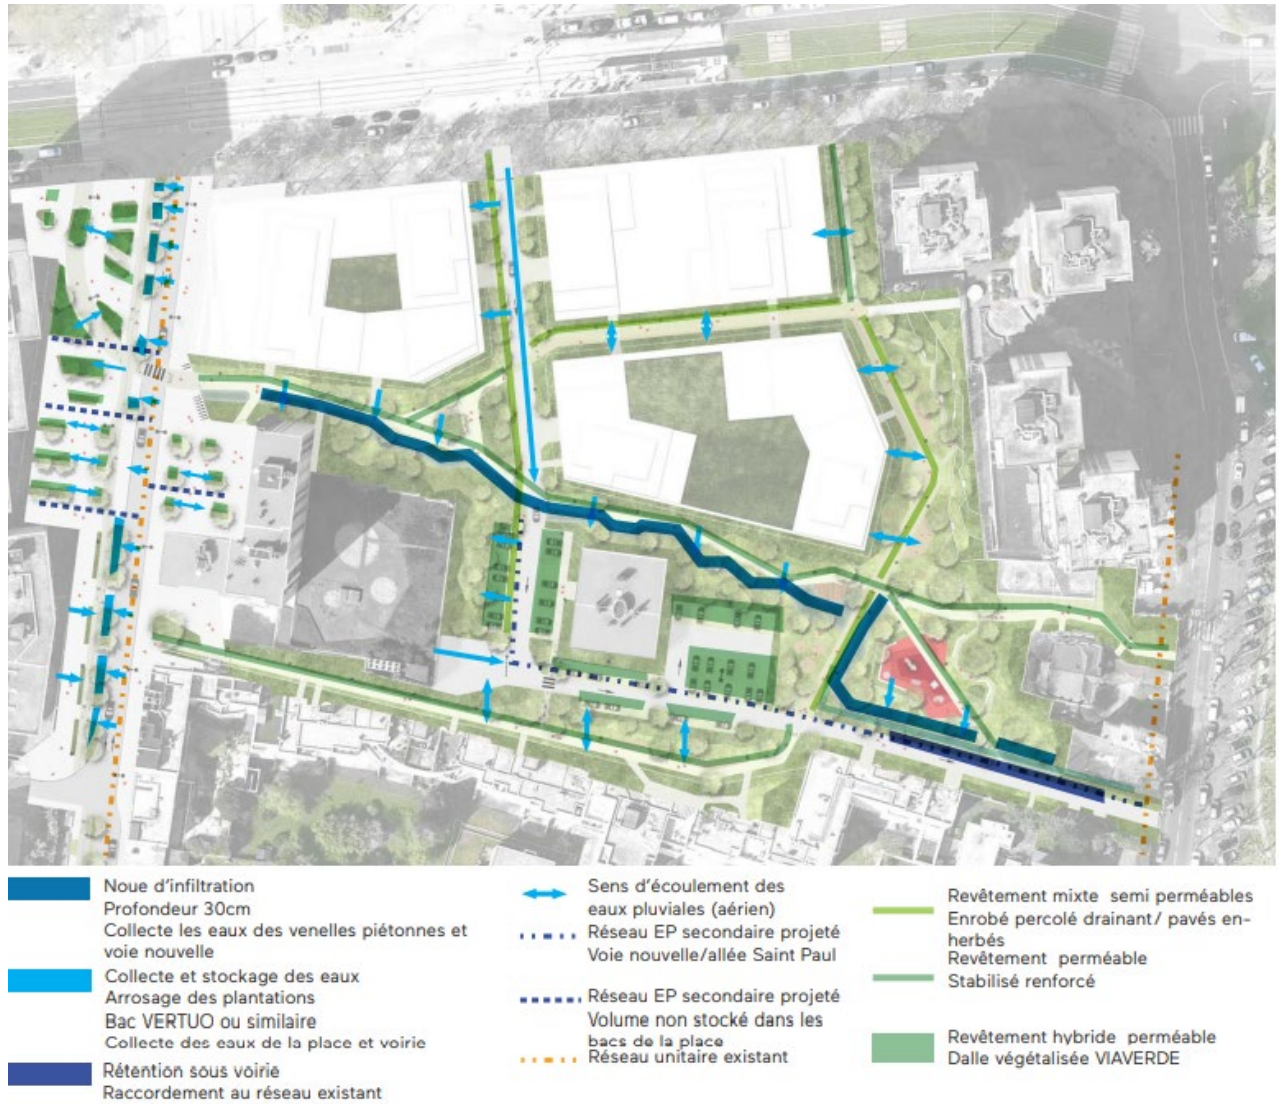 Noue d'infiltration
Profondeur 30cm
Collecte les eaux des venelles piétonnes et
voie nouvelle
Collecte et stockage des eaux
Arrosage des plantations
Bac VERTUO ou similaire
Collecte des eaux de la place et voirie
Rétention sous voirie
Raccordement au réseau existant
Sens d'écoulement des
eaux pluviales (aérien)
Réseau EP secondaire projeté
Voie nouvelle/allée Saint Paul
Réseau EP secondaire projeté
Volume non stocké dans les
bacs de la place
Réseau unitaire existant
Revêtement mixte semi perméables
Enrobé percolé drainant/ pavés en-
herbés
Revêtement perméable
Stabilisé renforcé
Revêtement hybride perméable
Dalle végétalisée VIAVERDE